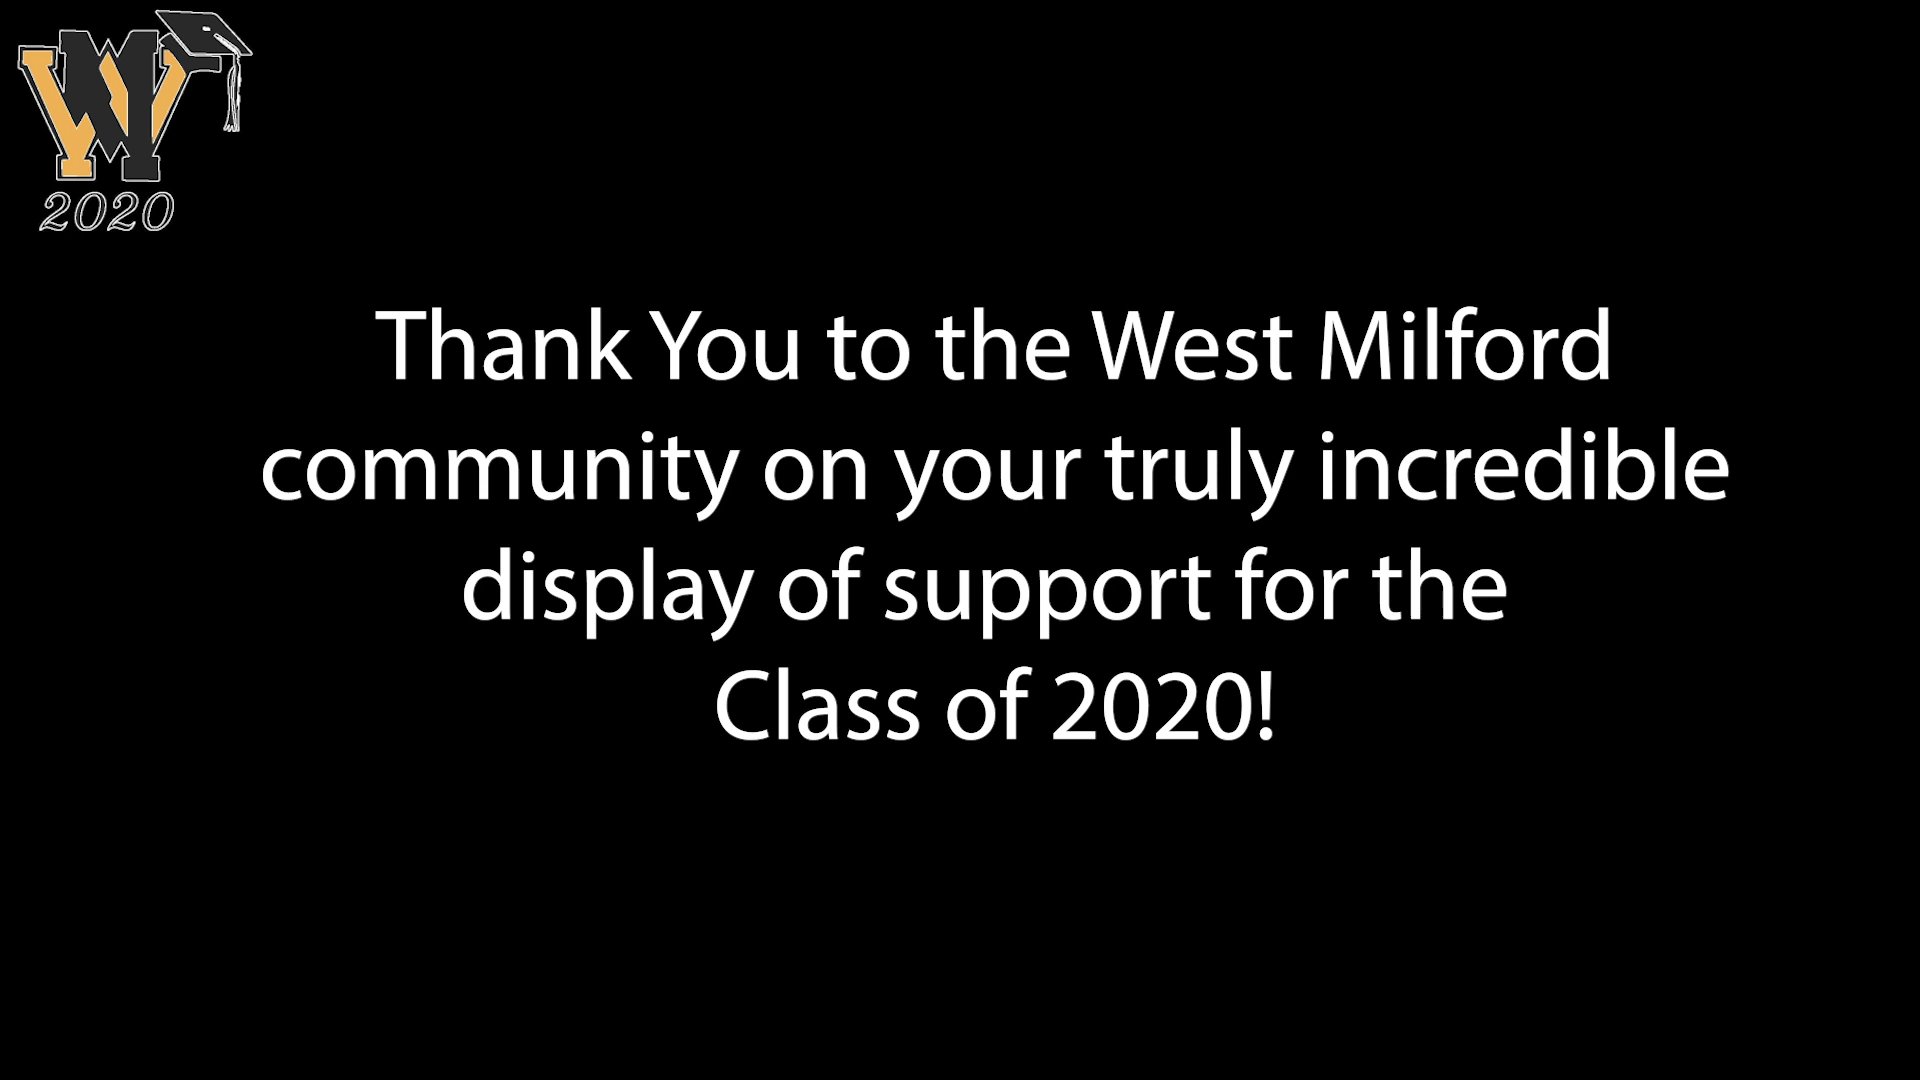 WM
2020
Thank You to the West Milford
community on your truly incredible
display of support for the
Class of 2020!